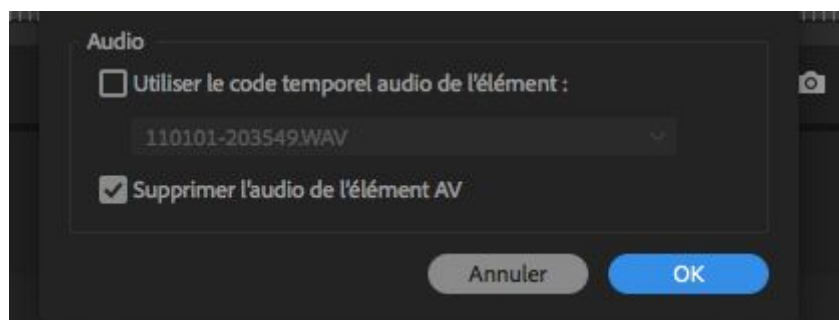 Audio
Utiliser le code temporel audio de l'élément :
110101-203549.WAV
Supprimer l'audio de l'élément AV
Annuler OK